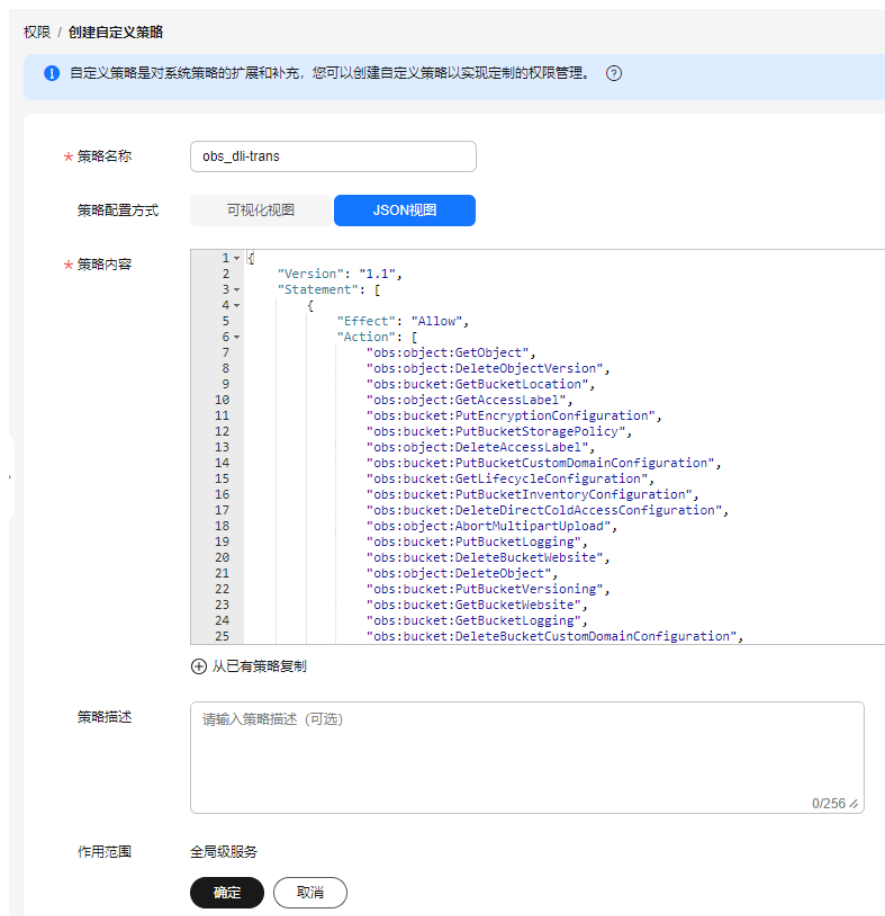 权限 / 创建自定义策略
自定义策略是对系统策略的扩展和补充，您可以创建自定义策略以实现定制的权限管理。
* 策略名称 obs_dli-trans
策略配置方式 可视化视图 JSON视图
* 策略内容
1 {
2 "Version": "1.1",
3 "Statement": [
4 {
5 "Effect": "Allow",
6 "Action": [
7 "obs:object:GetObject",
8 "obs:object:DeleteObjectVersion",
9 "obs:bucket:GetBucketLocation",
10 "obs:object:GetAccessLabel",
11 "obs:bucket:PutEncryptionConfiguration",
12 "obs:bucket:PutBucketStoragePolicy",
13 "obs:object:DeleteAccessLabel",
14 "obs:bucket:PutBucketCustomDomainConfiguration",
15 "obs:bucket:GetLifecycleConfiguration",
16 "obs:bucket:PutBucketInventoryConfiguration",
17 "obs:bucket:DeleteDirectColdAccessConfiguration",
18 "obs:object:AbortMultipartUpload",
19 "obs:bucket:PutBucketLogging",
20 "obs:bucket:DeleteBucketWebsite",
21 "obs:object:DeleteObject",
22 "obs:bucket:PutBucketVersioning",
23 "obs:bucket:GetBucketWebsite",
24 "obs:bucket:GetBucketLogging",
25 "obs:bucket:DeleteBucketCustomDomainConfiguration",
从已有策略复制
策略描述
请输入策略描述（可选）
0/256
作用范围 全局级服务
确定 取消